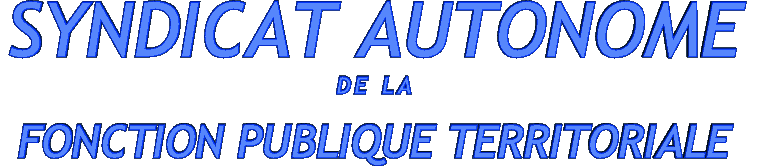 SYNDICAT AUTONOME
DE LA
FONCTION PUBLIQUE TERRITORIALE